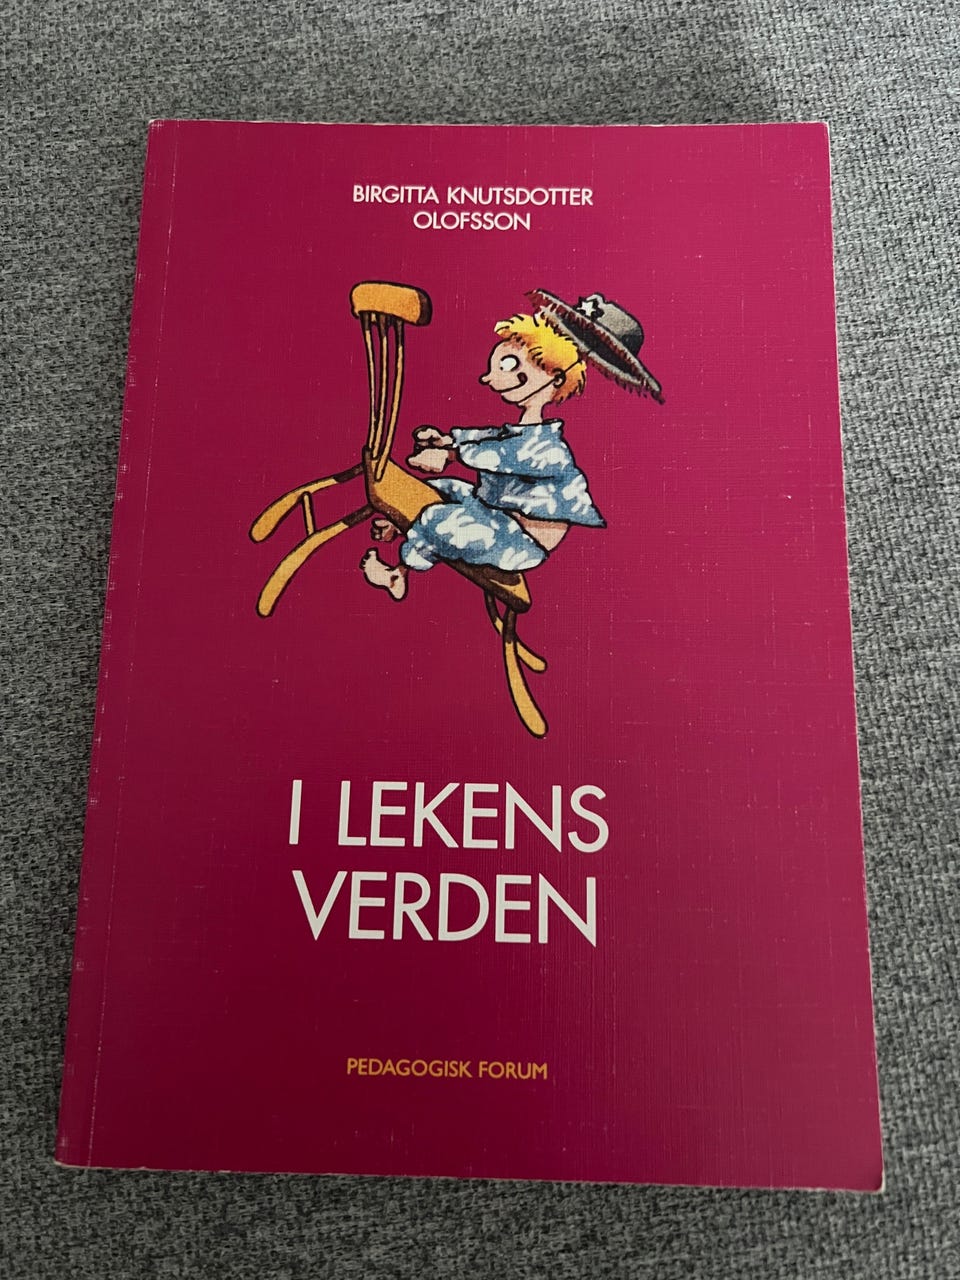 BIRGITTA KNUTSDOTTER
OLOFSSON
I LEKENS
VERDEN
PEDAGOGISK FORUM